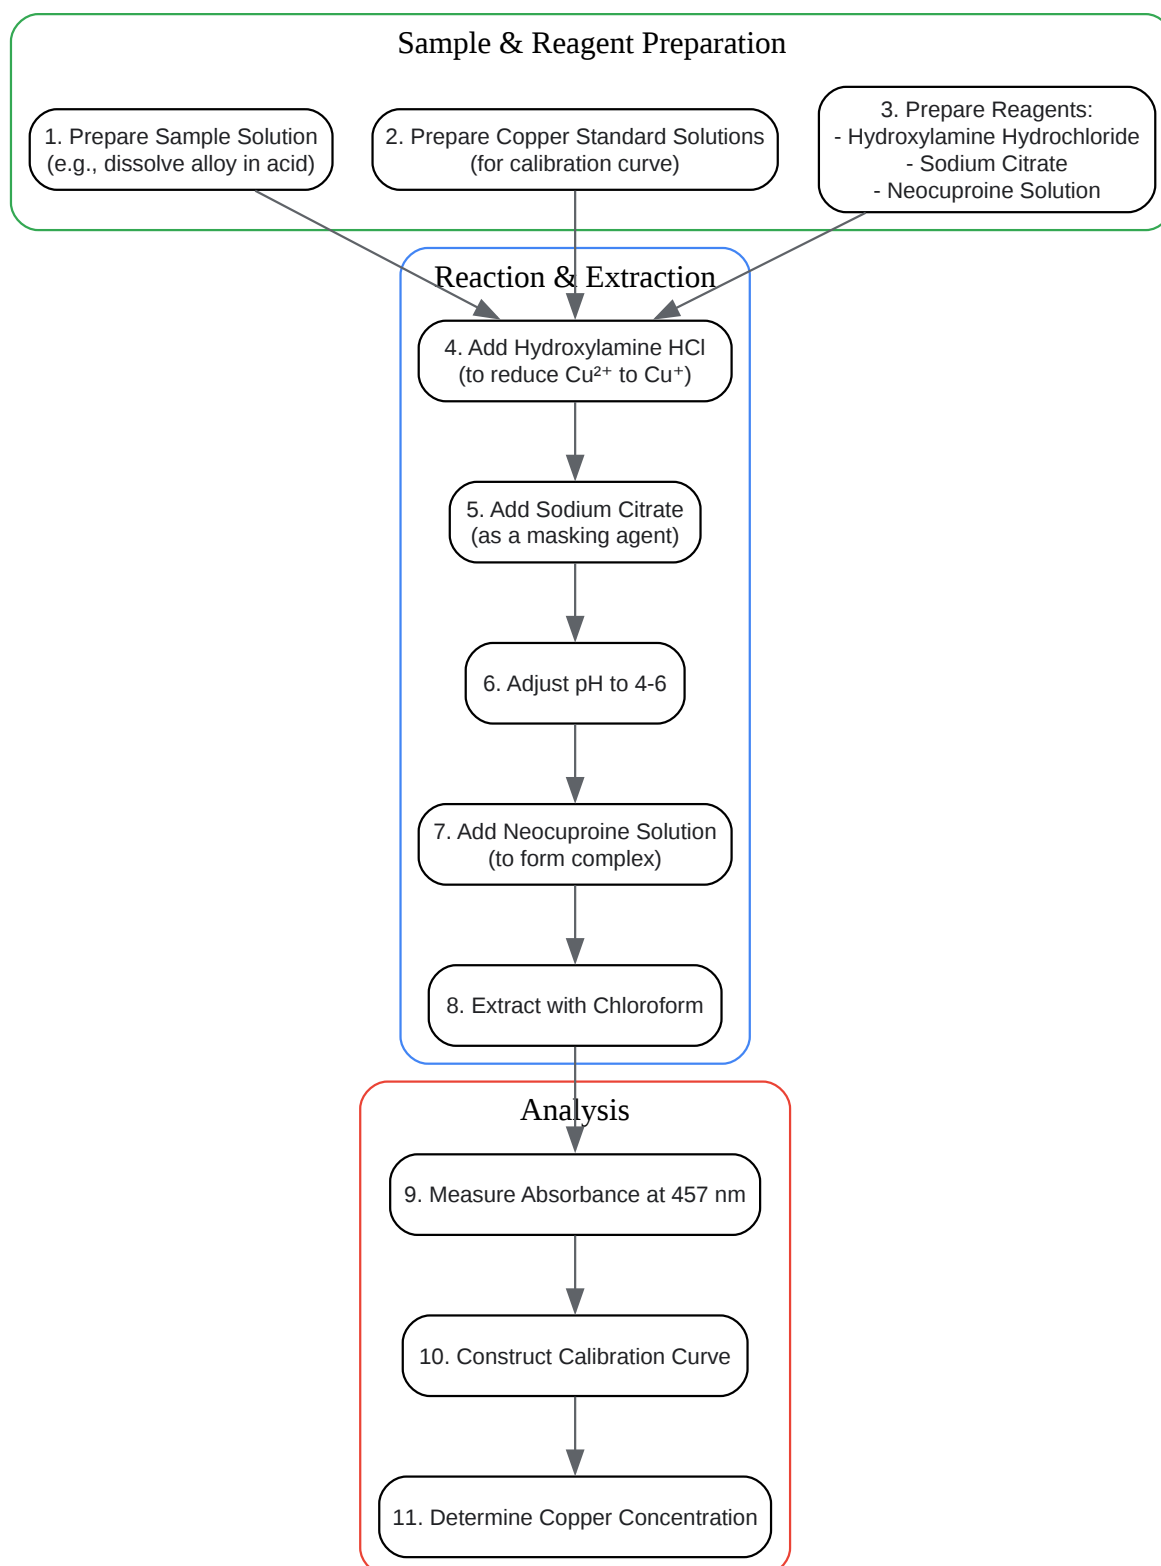 Sample & Reagent Preparation
1. Prepare Sample Solution
(e.g., dissolve alloy in acid)
2. Prepare Copper Standard Solutions
(for calibration curve)
3. Prepare Reagents:
- Hydroxylamine Hydrochloride
- Sodium Citrate
- Neocuproine Solution
Reaction & Extraction
4. Add Hydroxylamine HCl
(to reduce Cu²⁺ to Cu⁺)
5. Add Sodium Citrate
(as a masking agent)
6. Adjust pH to 4-6
7. Add Neocuproine Solution
(to form complex)
8. Extract with Chloroform
Analysis
9. Measure Absorbance at 457 nm
10. Construct Calibration Curve
11. Determine Copper Concentration